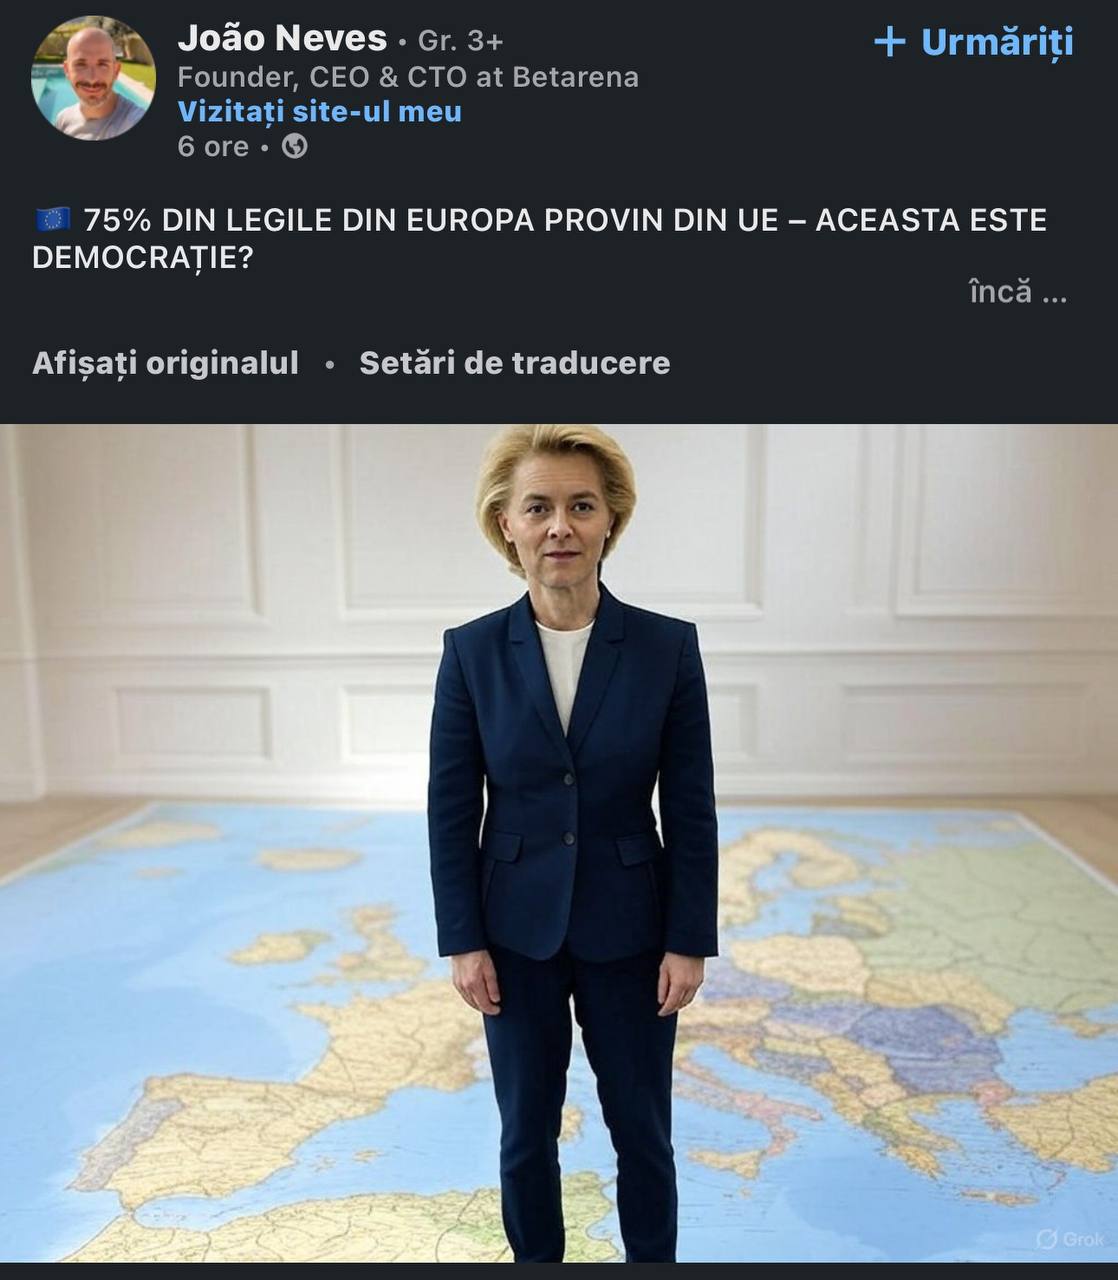 João Neves • Gr. 3+
+ Urmăriți
Founder, CEO & CTO at Betarena
Vizitați site-ul meu
6 ore •
75% DIN LEGILE DIN EUROPA PROVIN DIN UE – ACEASTA ESTE
DEMOCRAȚIE?
încă ...
Afișați originalul • Setări de traducere
Grok